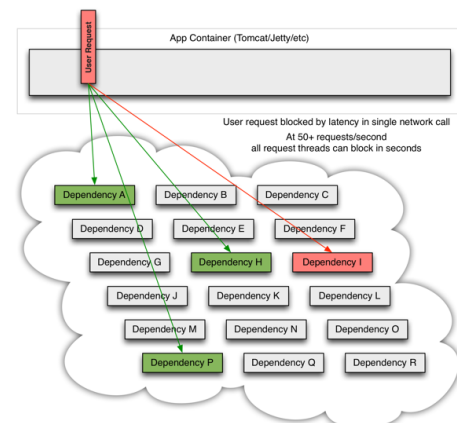 App Container (Tomcat/Jetty/etc)
User Request
User request blocked by latency in single network call
At 50+ requests/second
all request threads can block in seconds
Dependency A
Dependency B
Dependency C
Dependency D
Dependency E
Dependency F
Dependency G
Dependency H
Dependency I
Dependency J
Dependency K
Dependency L
Dependency M
Dependency N
Dependency O
Dependency P
Dependency Q
Dependency R